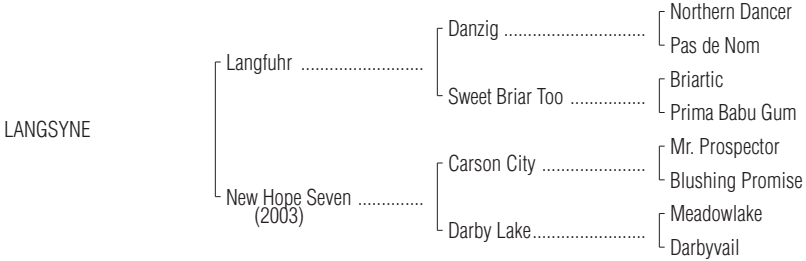 Northern Dancer
Danzig ..............................
Pas de Nom
Langfuhr ..........................
Briartic
Sweet Briar Too ................
Prima Babu Gum
LANGSYNE
Mr. Prospector
Carson City ......................
Blushing Promise
New Hope Seven ..............
(2003)
Meadowlake
Darby Lake........................
Darbyvail